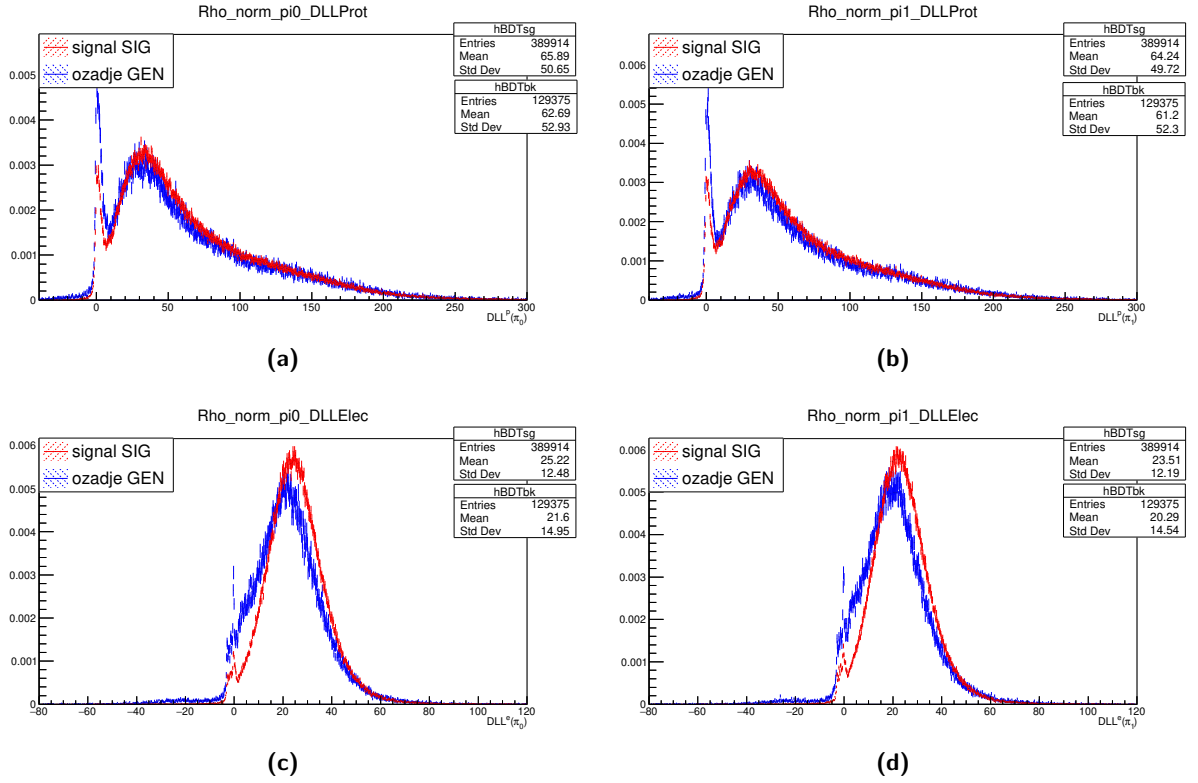 Rho_norm_pi0_DLLProt
signal SIG
ozadje GEN
hBDTsg
Entries 389914
Mean 65.89
Std Dev 50.65
hBDTbk
Entries 129375
Mean 62.69
Std Dev 52.93
0.005
0.004
0.003
0.002
0.001
0
0 50 100 150 200 250 300
DLL^p(π₀)
(a)
Rho_norm_pi1_DLLProt
signal SIG
ozadje GEN
hBDTsg
Entries 389914
Mean 64.24
Std Dev 49.72
hBDTbk
Entries 129375
Mean 61.2
Std Dev 52.3
0.006
0.005
0.004
0.003
0.002
0.001
0
0 50 100 150 200 250 300
DLL^p(π₁)
(b)
Rho_norm_pi0_DLLElec
signal SIG
ozadje GEN
hBDTsg
Entries 389914
Mean 25.22
Std Dev 12.48
hBDTbk
Entries 129375
Mean 21.6
Std Dev 14.95
0.006
0.005
0.004
0.003
0.002
0.001
0
−80 −60 −40 −20 0 20 40 60 80 100 120
DLL^e(π₀)
(c)
Rho_norm_pi1_DLLElec
signal SIG
ozadje GEN
hBDTsg
Entries 389914
Mean 23.51
Std Dev 12.19
hBDTbk
Entries 129375
Mean 20.29
Std Dev 14.54
0.006
0.005
0.004
0.003
0.002
0.001
0
−80 −60 −40 −20 0 20 40 60 80 100 120
DLL^e(π₁)
(d)